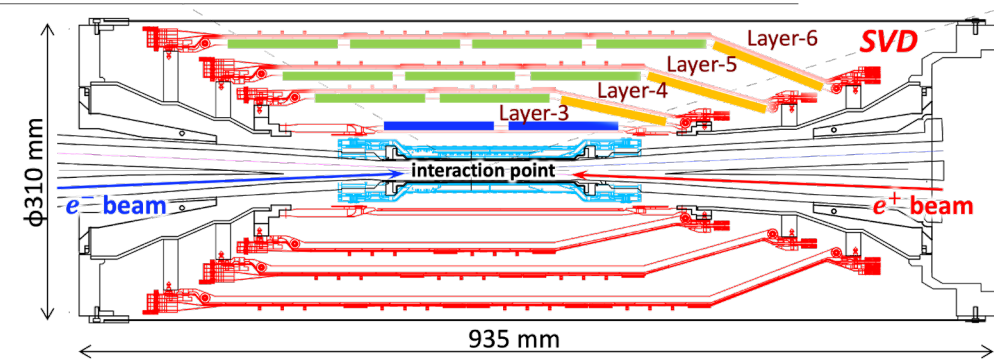 Layer-6
SVD
Layer-5
Layer-4
Layer-3
ϕ310 mm
interaction point
e⁻ beam
e⁺ beam
935 mm